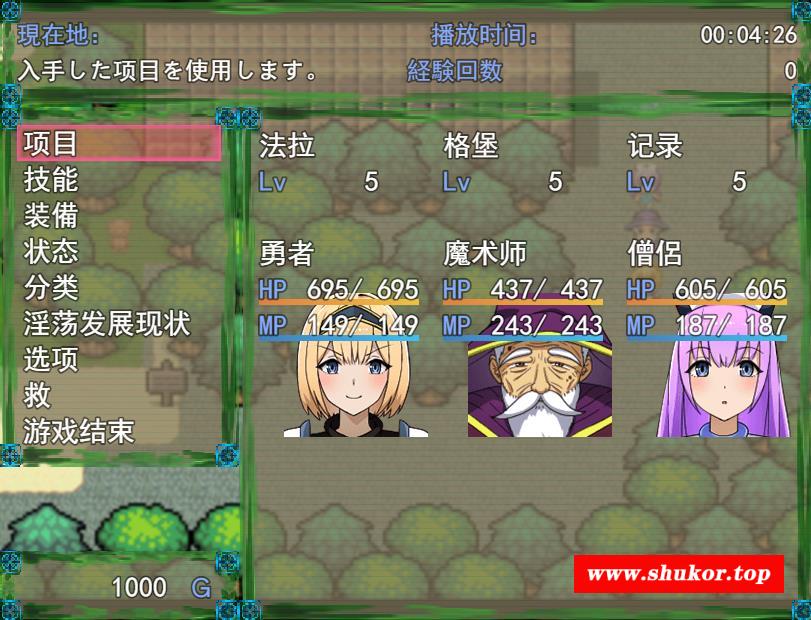 現在地: 播放时间: 00:04:26
入手した项目を使用します。 経験回数 0
项目
技能
装備
状态
分类
淫荡发展现状
选项
救
游戏结束
法拉 格堡 记录
Lv 5 Lv 5 Lv 5
勇者 魔术师 僧侣
HP 695/ 695 HP 437/ 437 HP 605/ 605
MP 149/ 149 MP 243/ 243 MP 187/ 187
1000 G
www.shukor.top